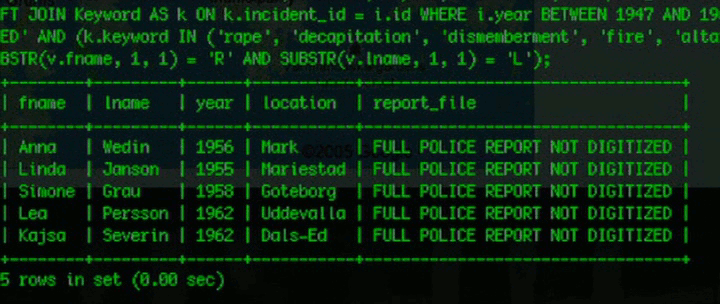 FT JOIN Keyword AS k ON k.incident_id = i.id WHERE i.year BETWEEN 1947 AND 19
ED' AND (k.keyword IN ('rape', 'decapitation', 'dismemberment', 'fire', 'alta
BSTR(v.fname, 1, 1) = 'R' AND SUBSTR(v.lname, 1, 1) = 'L');
| fname | lname | year | location | report_file |
| Anna | Wedin | 1956 | Mark | FULL POLICE REPORT NOT DIGITIZED |
| Linda | Janson | 1955 | Mariestad | FULL POLICE REPORT NOT DIGITIZED |
| Simone | Grau | 1958 | Goteborg | FULL POLICE REPORT NOT DIGITIZED |
| Lea | Persson | 1962 | Uddevalla | FULL POLICE REPORT NOT DIGITIZED |
| Kajsa | Severin | 1962 | Dals-Ed | FULL POLICE REPORT NOT DIGITIZED |
5 rows in set (0.00 sec)